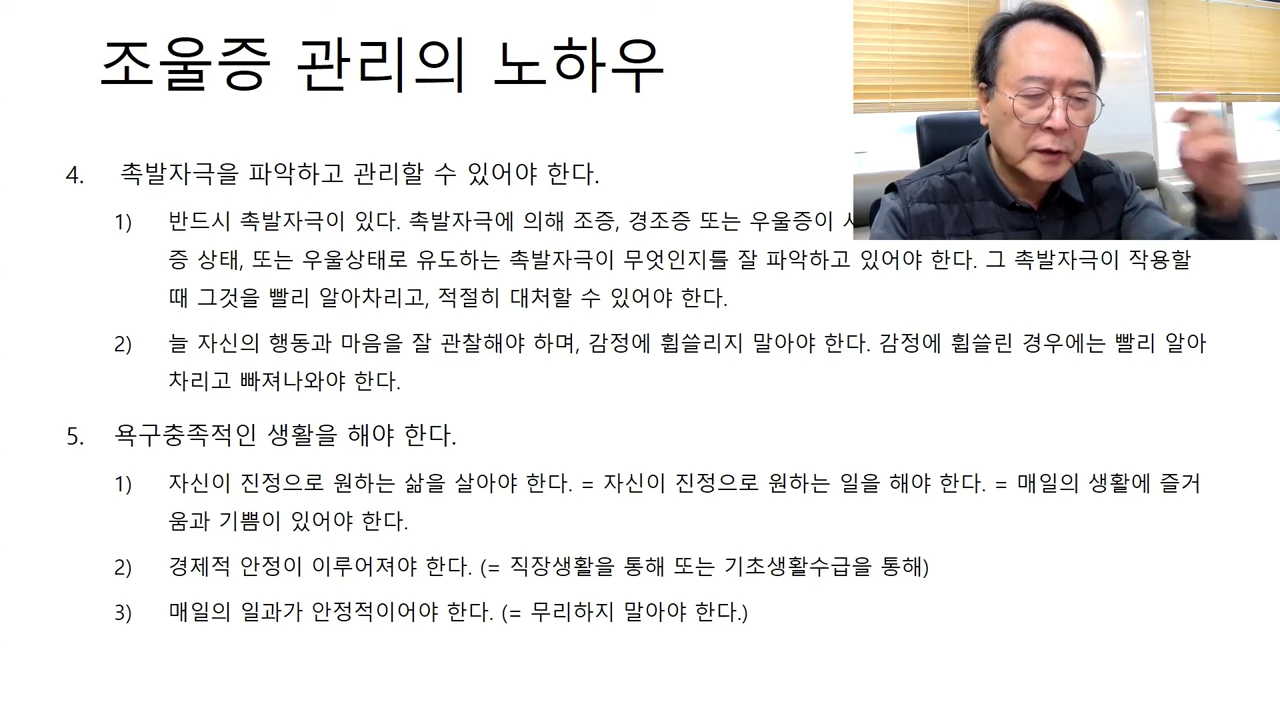 조울증 관리의 노하우
4. 촉발자극을 파악하고 관리할 수 있어야 한다.
1) 반드시 촉발자극이 있다. 촉발자극에 의해 조증, 경조증 또는 우울증이
증 상태, 또는 우울상태로 유도하는 촉발자극이 무엇인지를 잘 파악하고 있어야 한다. 그 촉발자극이 작용할
때 그것을 빨리 알아차리고, 적절히 대처할 수 있어야 한다.
2) 늘 자신의 행동과 마음을 잘 관찰해야 하며, 감정에 휩쓸리지 말아야 한다. 감정에 휩쓸린 경우에는 빨리 알아
차리고 빠져나와야 한다.
5. 욕구충족적인 생활을 해야 한다.
1) 자신이 진정으로 원하는 삶을 살아야 한다. = 자신이 진정으로 원하는 일을 해야 한다. = 매일의 생활에 즐거
움과 기쁨이 있어야 한다.
2) 경제적 안정이 이루어져야 한다. (= 직장생활을 통해 또는 기초생활수급을 통해)
3) 매일의 일과가 안정적이어야 한다. (= 무리하지 말아야 한다.)